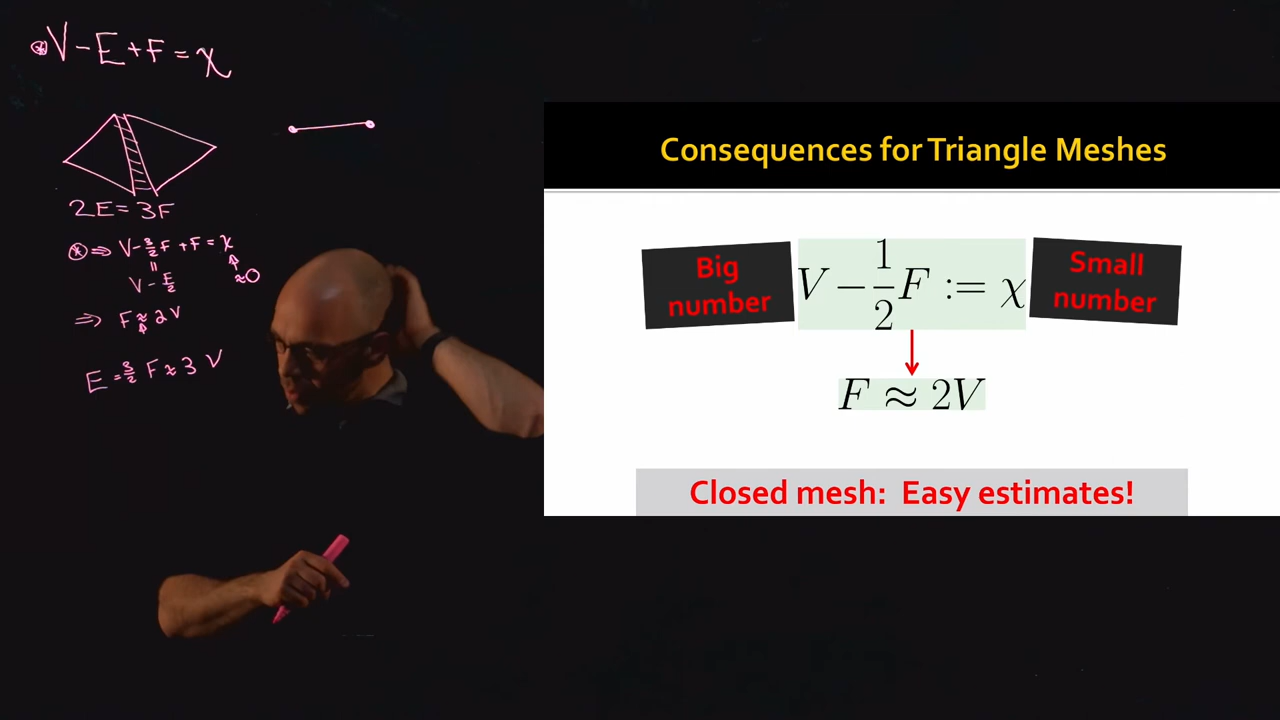 ⊛ V − E + F = χ
2E = 3F
⊛ ⇒ V − 3/2 F + F = χ
V − F/2
≈0
⇒ F ≈ 2V
E = 3/2 F ≈ 3 V
Consequences for Triangle Meshes
Big
number
V − 1/2 F := χ
Small
number
F ≈ 2V
Closed mesh: Easy estimates!